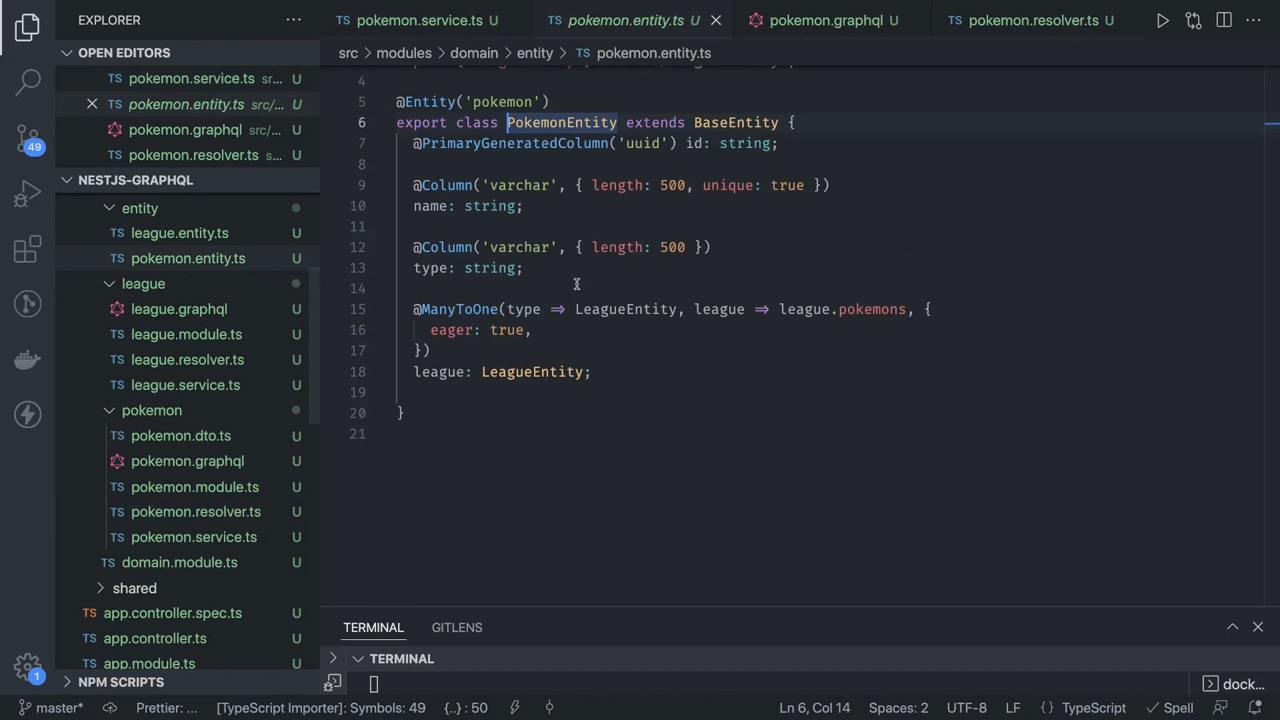 EXPLORER
pokemon.service.ts U
pokemon.entity.ts U
pokemon.graphql U
pokemon.resolver.ts U
OPEN EDITORS
pokemon.service.ts sr... U
pokemon.entity.ts src/... U
pokemon.graphql src/... U
pokemon.resolver.ts s... U
NESTJS-GRAPHQL
entity
league.entity.ts U
pokemon.entity.ts U
league
league.graphql U
league.module.ts U
league.resolver.ts U
league.service.ts U
pokemon
pokemon.dto.ts U
pokemon.graphql U
pokemon.module.ts U
pokemon.resolver.ts U
pokemon.service.ts U
domain.module.ts U
shared
app.controller.spec.ts U
app.controller.ts U
app.module.ts U
NPM SCRIPTS
49
1
src > modules > domain > entity > TS pokemon.entity.ts
4
5 @Entity('pokemon')
6 export class PokemonEntity extends BaseEntity {
7 @PrimaryGeneratedColumn('uuid') id: string;
8
9 @Column('varchar', { length: 500, unique: true })
10 name: string;
11
12 @Column('varchar', { length: 500 })
13 type: string;
14
15 @ManyToOne(type => LeagueEntity, league => league.pokemons, {
16 eager: true,
17 })
18 league: LeagueEntity;
19
20 }
21
TERMINAL GITLENS
TERMINAL
dock...
master* Prettier: ... [TypeScript Importer]: Symbols: 49 {..} : 50 Ln 6, Col 14 Spaces: 2 UTF-8 LF { } TypeScript Spell